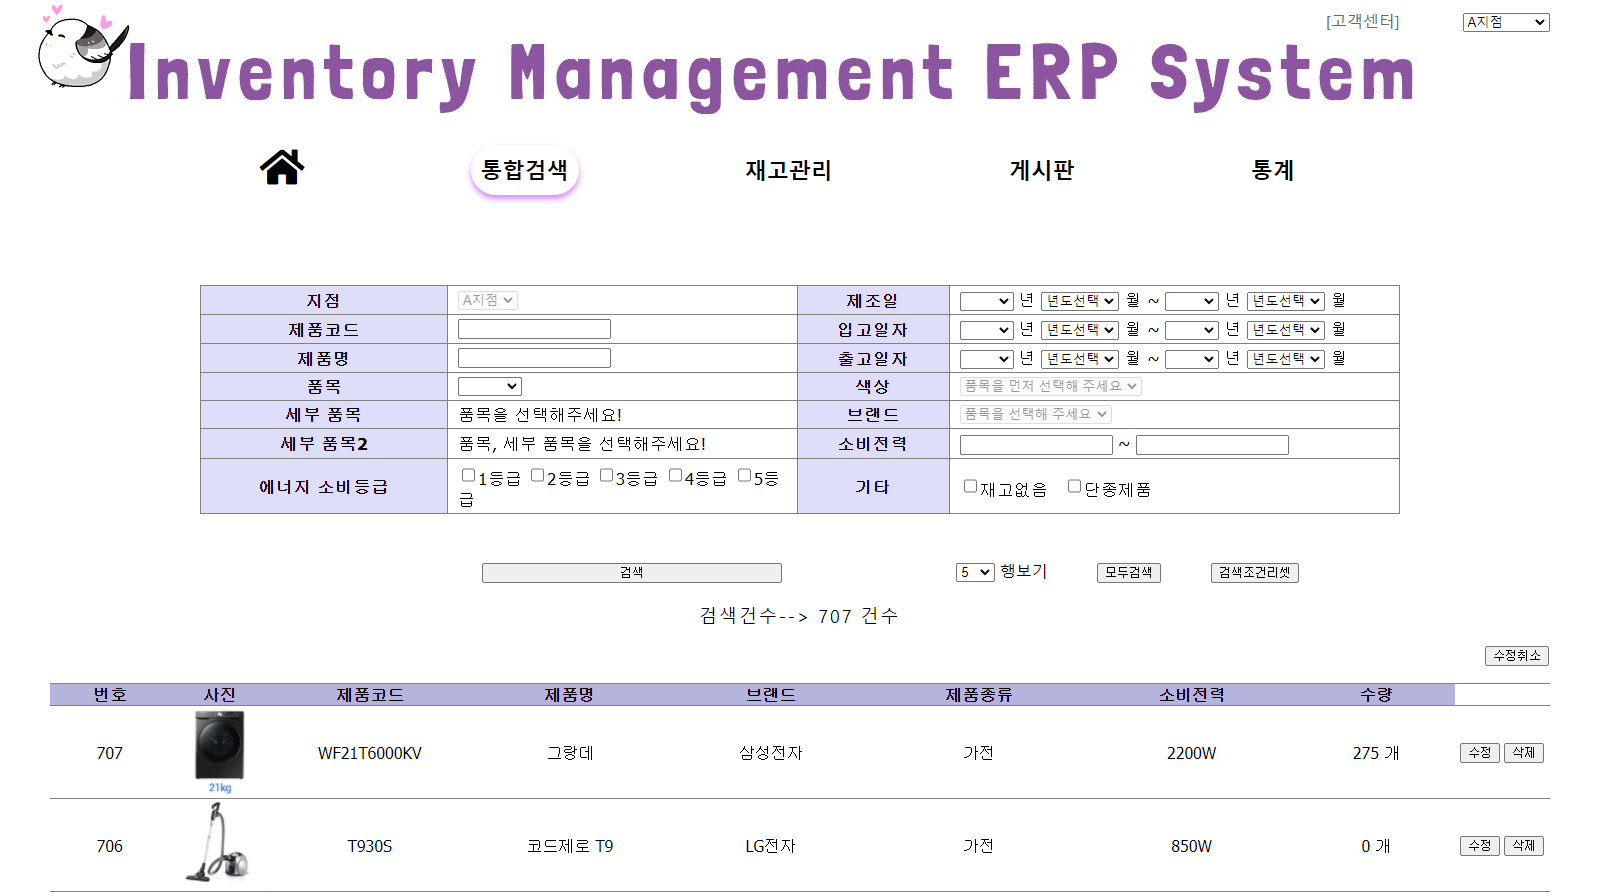 [고객센터] A지점
Inventory Management ERP System
통합검색 재고관리 게시판 통계
지점 A지점 제조일 년 년도선택 월 ~ 년 년도선택 월
제품코드 입고일자 년 년도선택 월 ~ 년 년도선택 월
제품명 출고일자 년 년도선택 월 ~ 년 년도선택 월
품목 색상 품목을 먼저 선택해 주세요
세부 품목 품목을 선택해주세요! 브랜드 품목을 선택해 주세요
세부 품목2 품목, 세부 품목을 선택해주세요! 소비전력 ~
에너지 소비등급 1등급 2등급 3등급 4등급 5등
급
기타 재고없음 단종제품
검색 5 행보기 모두검색 검색조건리셋
검색건수--> 707 건수
수정취소
번호 사진 제품코드 제품명 브랜드 제품종류 소비전력 수량
707 WF21T6000KV 그랑데 삼성전자 가전 2200W 275 개 수정 삭제
21kg
706 T930S 코드제로 T9 LG전자 가전 850W 0 개 수정 삭제